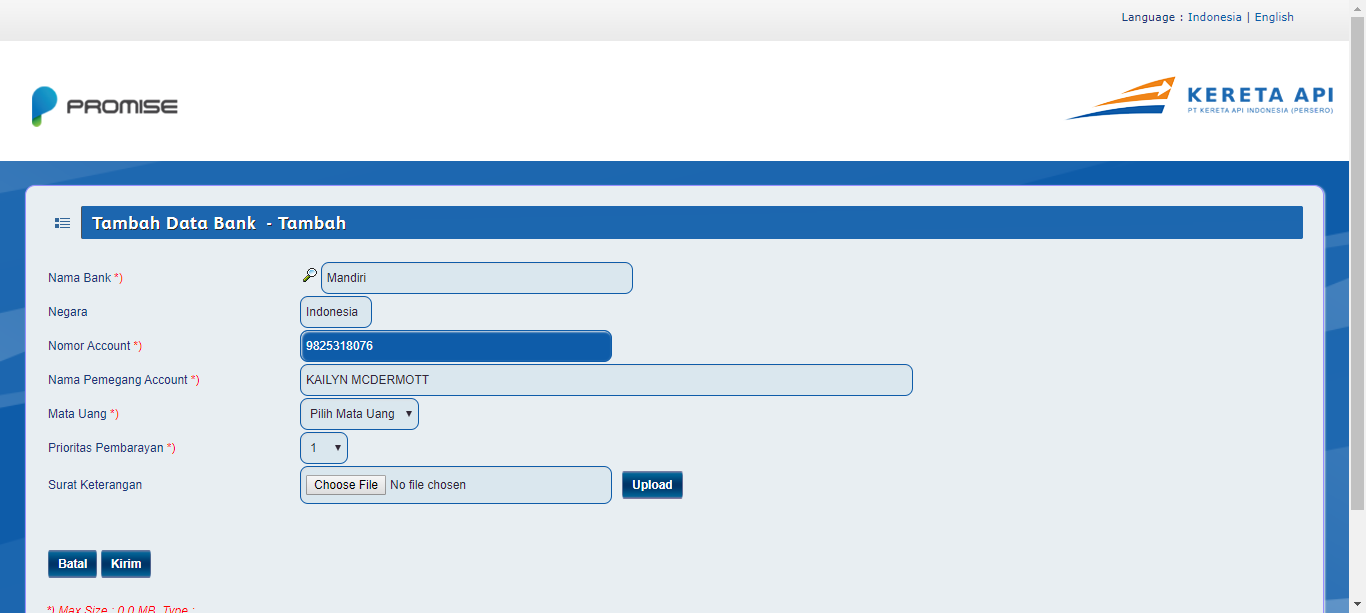 Language : Indonesia | English
PROMISE
KERETA API
PT KERETA API INDONESIA (PERSERO)
Tambah Data Bank - Tambah
Nama Bank *) Mandiri
Negara Indonesia
Nomor Account *) 9825318076
Nama Pemegang Account *) KAILYN MCDERMOTT
Mata Uang *) Pilih Mata Uang
Prioritas Pembarayan *) 1
Surat Keterangan Choose File No file chosen Upload
Batal Kirim
*) Max Size : 0.0 MB, Type :